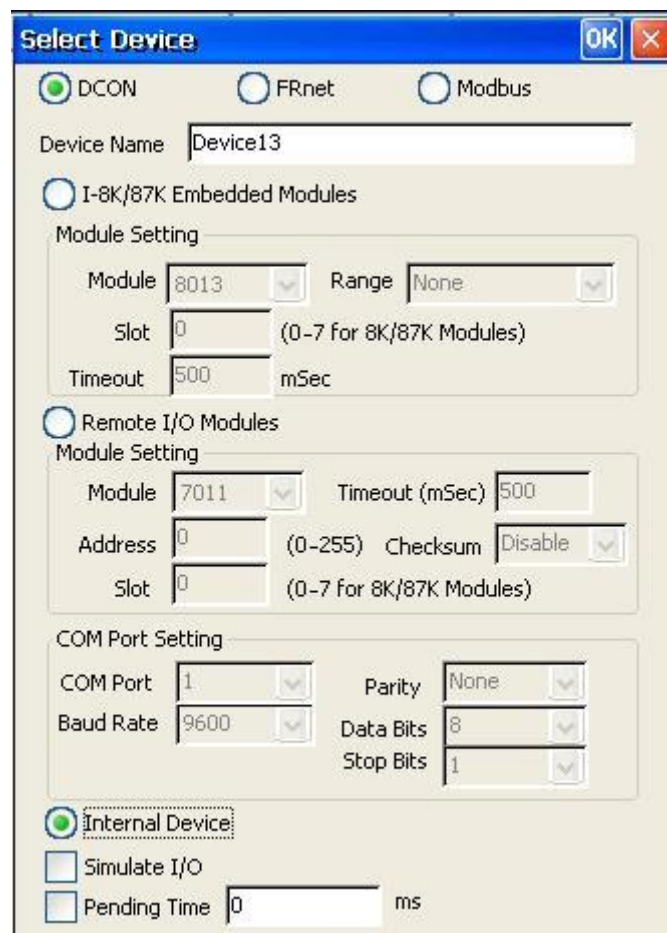 Select Device OK
DCON FRnet Modbus
Device Name Device13
I-8K/87K Embedded Modules
Module Setting
Module 8013 Range None
Slot 0 (0-7 for 8K/87K Modules)
Timeout 500 mSec
Remote I/O Modules
Module Setting
Module 7011 Timeout (mSec) 500
Address 0 (0-255) Checksum Disable
Slot 0 (0-7 for 8K/87K Modules)
COM Port Setting
COM Port 1 Parity None
Baud Rate 9600 Data Bits 8
Stop Bits 1
Internal Device
Simulate I/O
Pending Time 0 ms